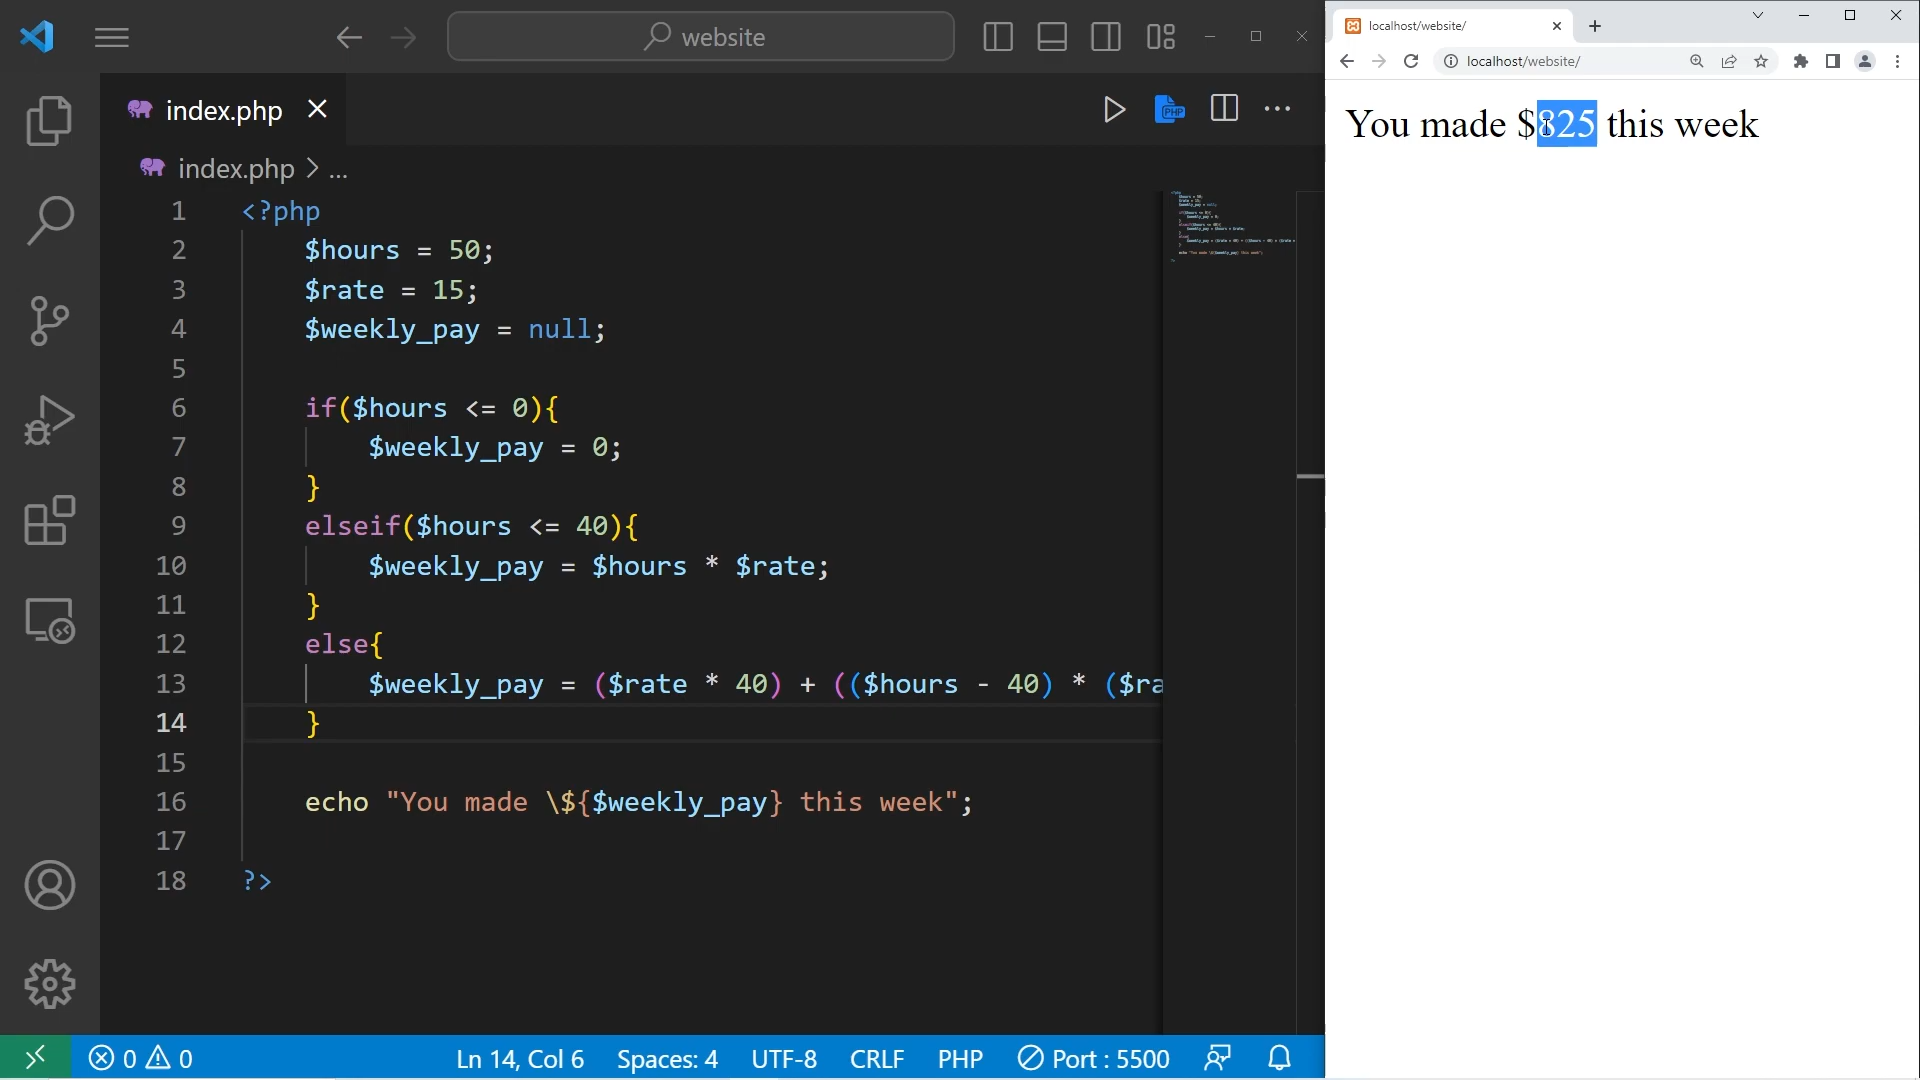 website
index.php
index.php > ...
1 <?php
2 $hours = 50;
3 $rate = 15;
4 $weekly_pay = null;
5
6 if($hours <= 0){
7 $weekly_pay = 0;
8 }
9 elseif($hours <= 40){
10 $weekly_pay = $hours * $rate;
11 }
12 else{
13 $weekly_pay = ($rate * 40) + (($hours - 40) * ($ra
14 }
15
16 echo "You made \${$weekly_pay} this week";
17
18 ?>
0 0 Ln 14, Col 6 Spaces: 4 UTF-8 CRLF PHP Port : 5500
localhost/website/
localhost/website/
You made $825 this week